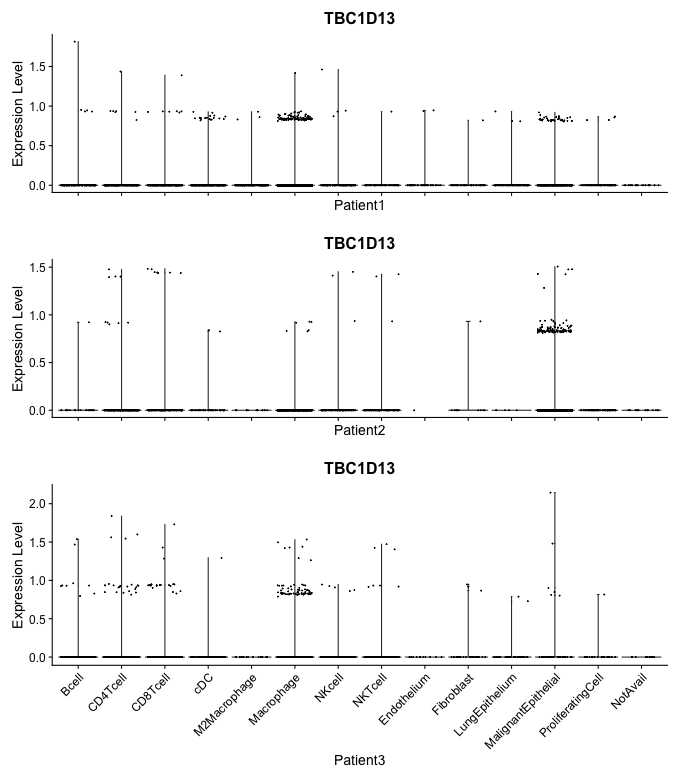 TBC1D13
Expression Level
1.5
1.0
0.5
0.0
Patient1
TBC1D13
Expression Level
1.5
1.0
0.5
0.0
Patient2
TBC1D13
Expression Level
2.0
1.5
1.0
0.5
0.0
Bcell
CD4Tcell
CD8Tcell
cDC
M2Macrophage
Macrophage
NKcell
NKTcell
Endothelium
Fibroblast
LungEpithelium
MalignantEpithelial
ProliferatingCell
NotAvail
Patient3